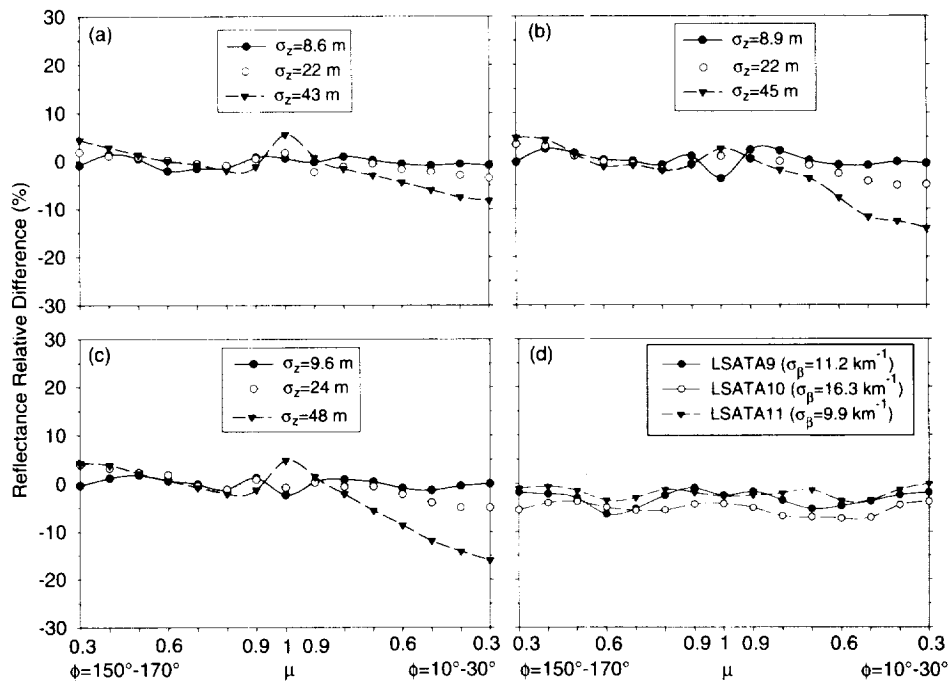 Reflectance Relative Difference (%)
30
20
10
0
-10
-20
-30
(a)
σz=8.6 m
σz=22 m
σz=43 m
(b)
σz=8.9 m
σz=22 m
σz=45 m
30
20
10
0
-10
-20
-30
(c)
σz=9.6 m
σz=24 m
σz=48 m
(d)
LSATA9 (σβ=11.2 km-1)
LSATA10 (σβ=16.3 km-1)
LSATA11 (σβ=9.9 km-1)
0.3 0.6 0.9 1 0.9 0.6 0.3
0.3 0.6 0.9 1 0.9 0.6 0.3
ϕ=150°-170° μ ϕ=10°-30°
ϕ=150°-170° μ ϕ=10°-30°